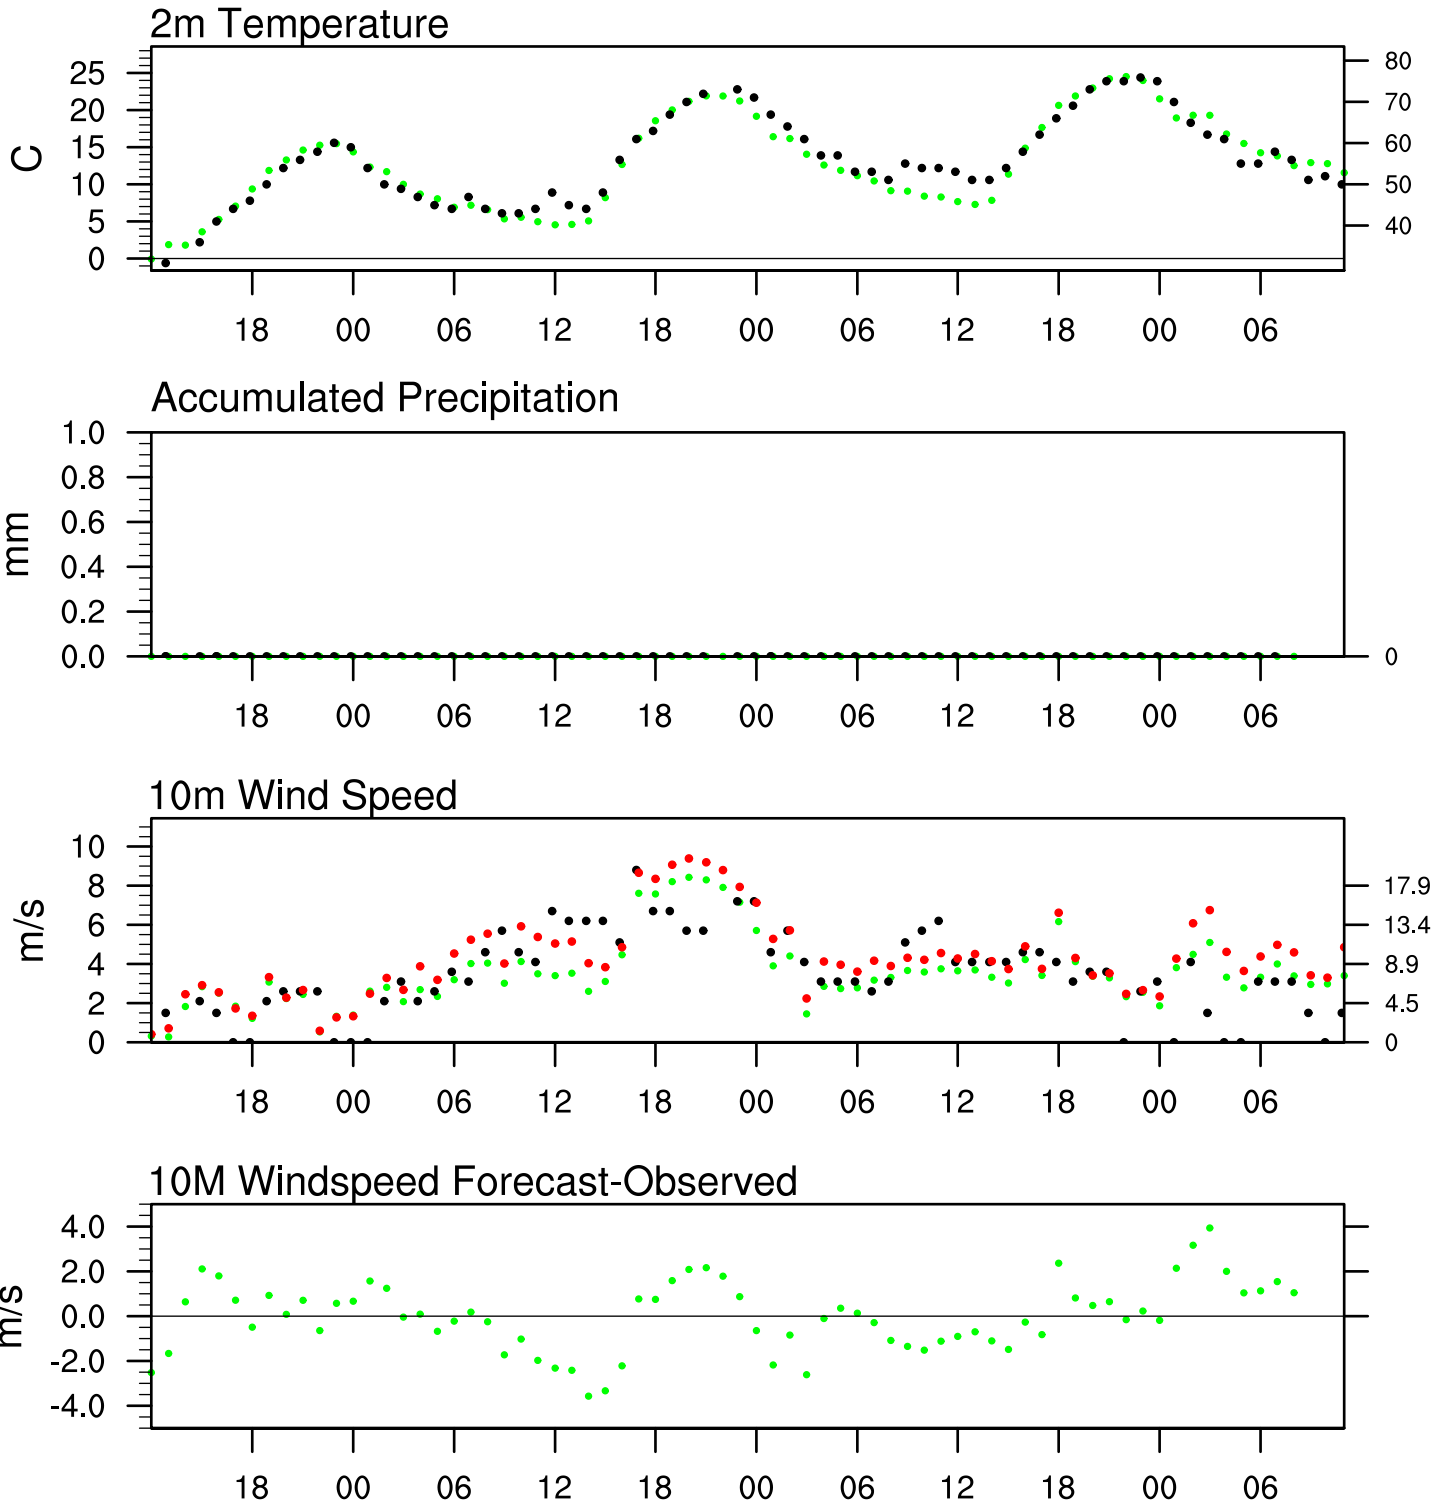 2m Temperature
25 80
20 70
15 60
10 50
5 40
0
C
18 00 06 12 18 00 06 12 18 00 06
Accumulated Precipitation
1.0
0.8
0.6
0.4
0.2
0.0 0
mm
18 00 06 12 18 00 06 12 18 00 06
10m Wind Speed
10
8 17.9
6 13.4
4 8.9
2 4.5
0 0
m/s
18 00 06 12 18 00 06 12 18 00 06
10M Windspeed Forecast-Observed
4.0
2.0
0.0
-2.0
-4.0
m/s
18 00 06 12 18 00 06 12 18 00 06